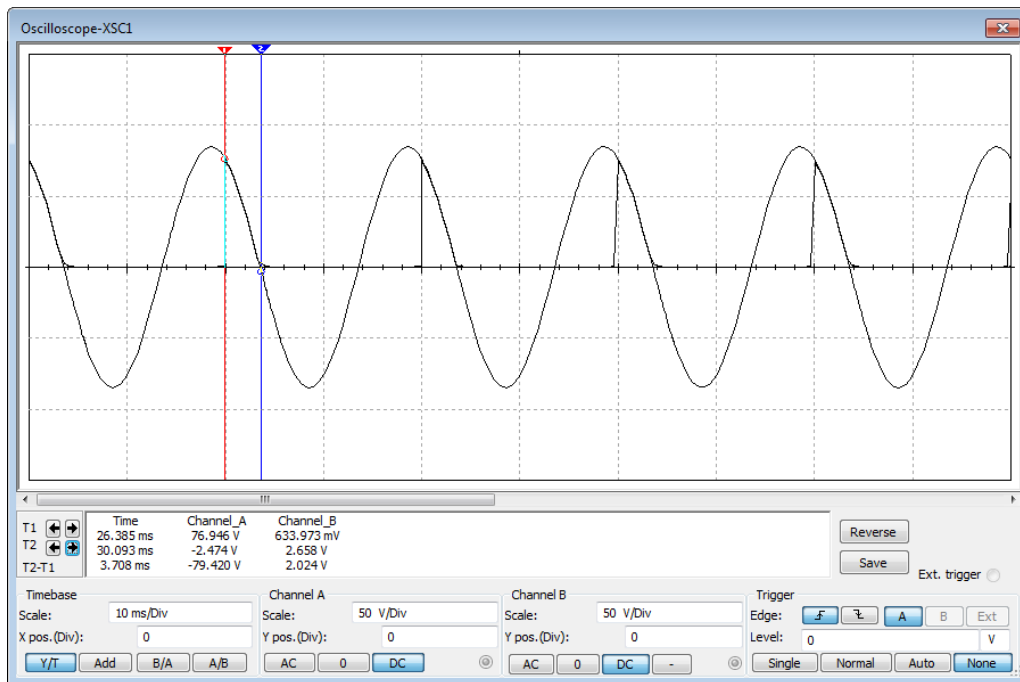 Oscilloscope-XSC1
1 2
Time Channel_A Channel_B
T1 26.385 ms 76.946 V 633.973 mV
T2 30.093 ms -2.474 V 2.658 V
T2-T1 3.708 ms -79.420 V 2.024 V
Reverse
Save
Ext. trigger
Timebase
Scale: 10 ms/Div
X pos.(Div): 0
Y/T Add B/A A/B
Channel A
Scale: 50 V/Div
Y pos.(Div): 0
AC 0 DC
Channel B
Scale: 50 V/Div
Y pos.(Div): 0
AC 0 DC -
Trigger
Edge: A B Ext
Level: 0 V
Single Normal Auto None